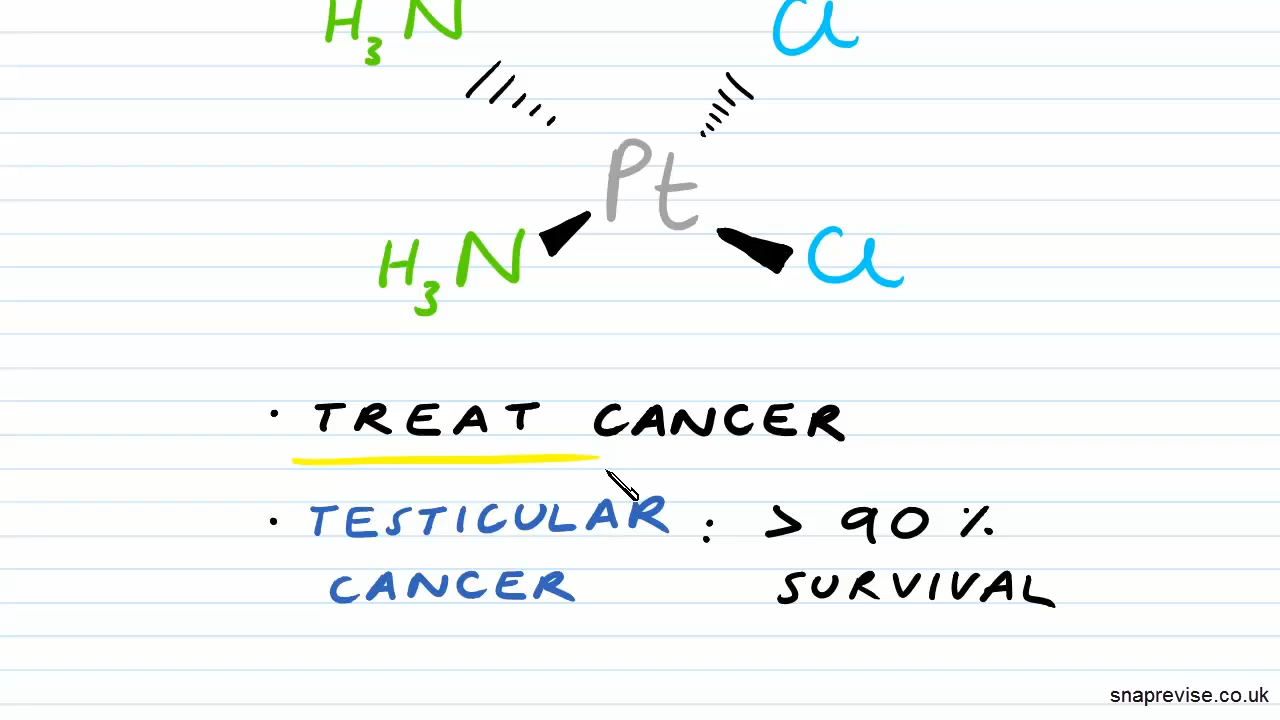 H₃N Cl
Pt
H₃N Cl
· TREAT CANCER
· TESTICULAR : > 90 %
CANCER SURVIVAL
snaprevise.co.uk